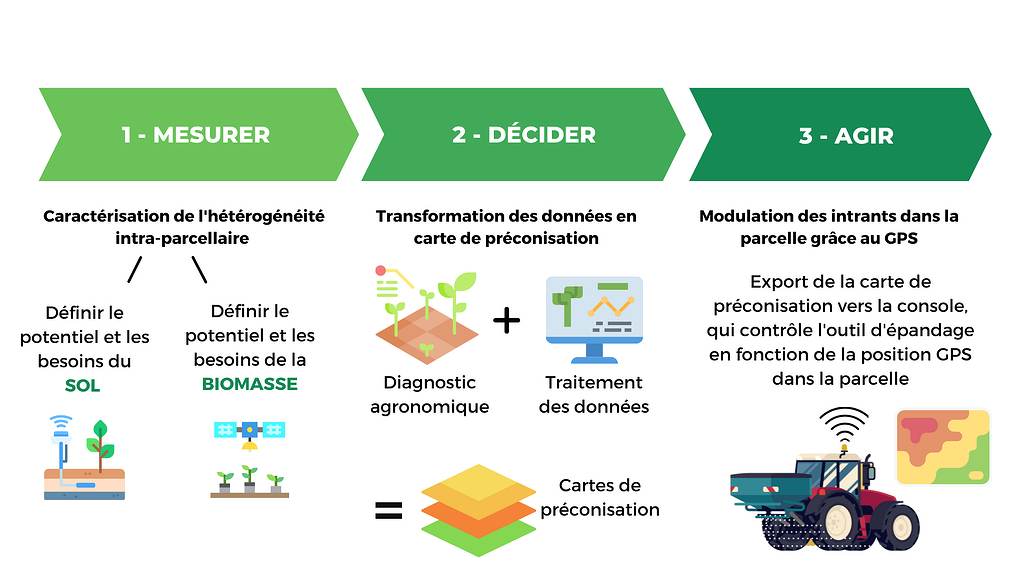 1 - MESURER
Caractérisation de l'hétérogénéité
intra-parcellaire
Définir le
potentiel et les
besoins du
SOL
Définir le
potentiel et les
besoins de la
BIOMASSE
2 - DÉCIDER
Transformation des données en
carte de préconisation
+
Diagnostic
agronomique
Traitement
des données
=
Cartes de
préconisation
3 - AGIR
Modulation des intrants dans la
parcelle grâce au GPS
Export de la carte de
préconisation vers la console,
qui contrôle l'outil d'épandage
en fonction de la position GPS
dans la parcelle